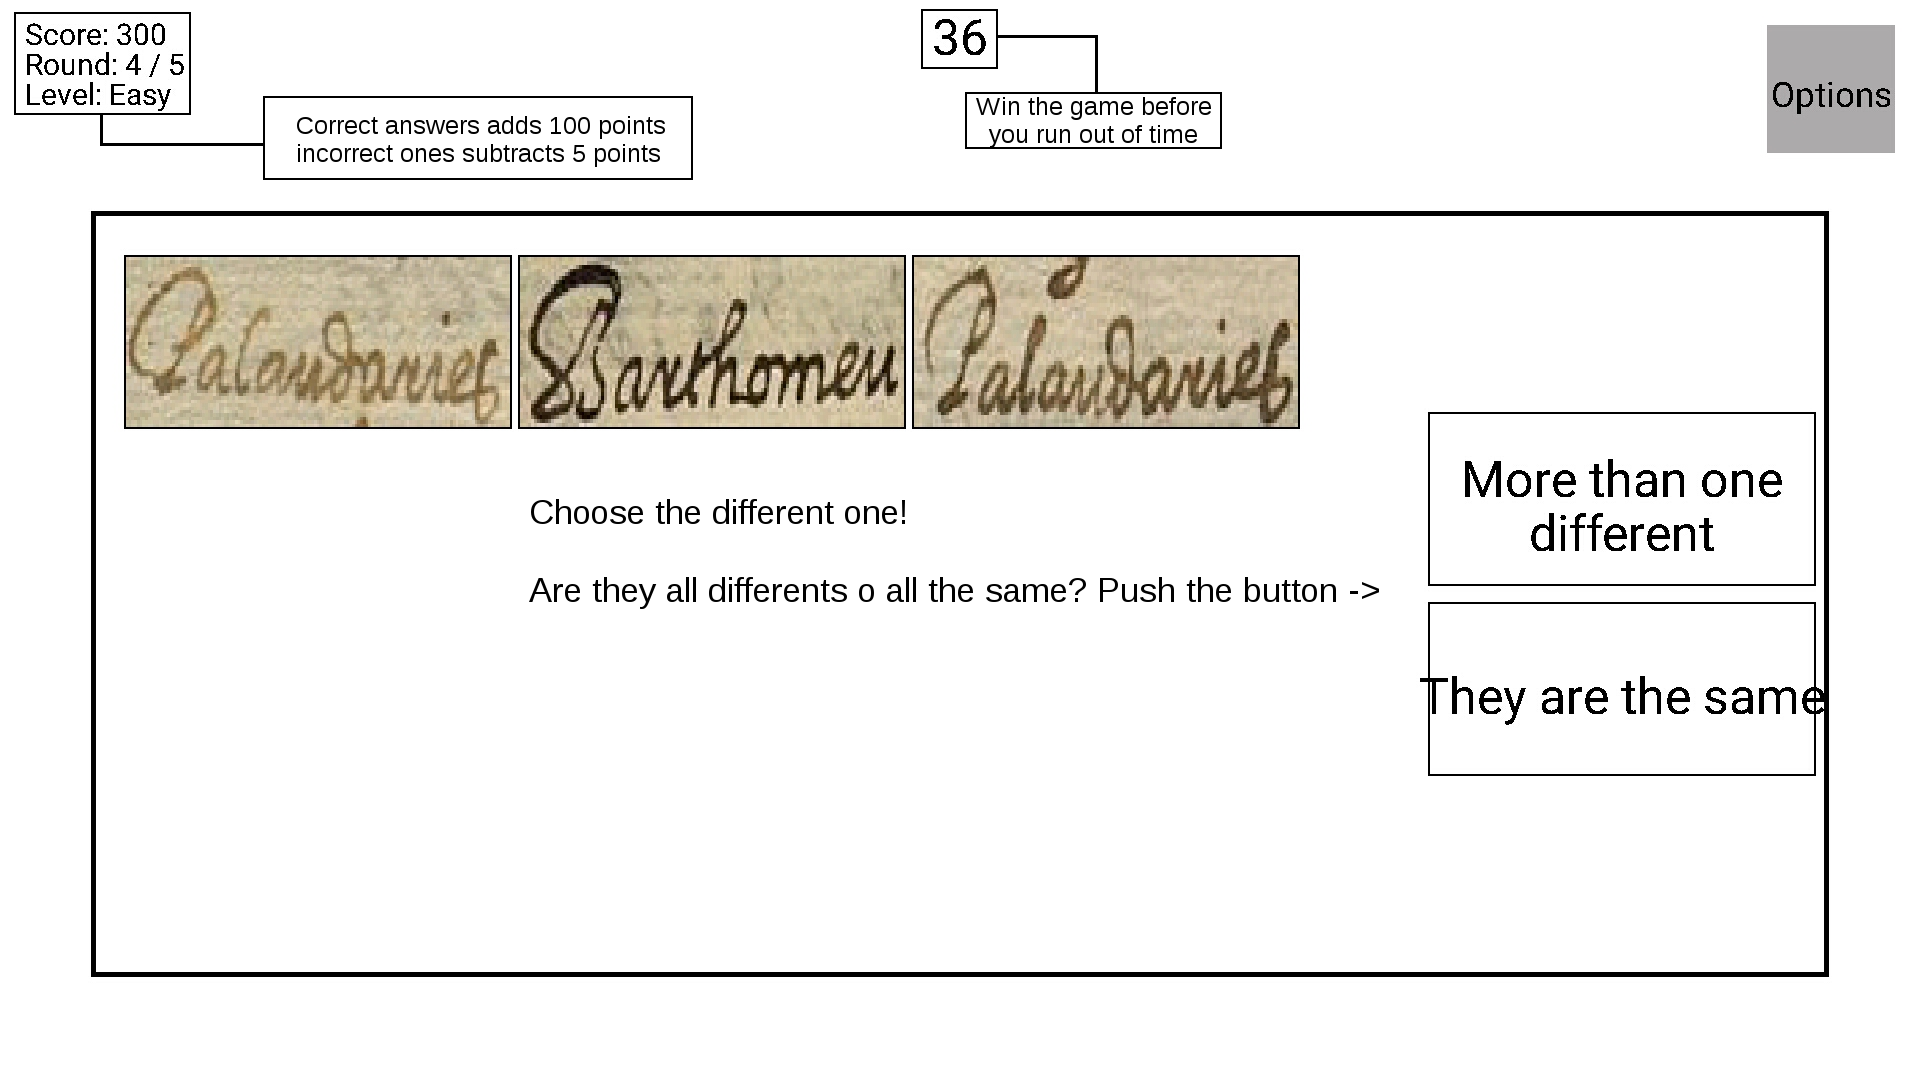 Score: 300
Round: 4 / 5
Level: Easy
Correct answers adds 100 points
incorrect ones subtracts 5 points
36
Win the game before
you run out of time
Options
Palaudaries Barthomeu Palaudaries
Choose the different one!
Are they all differents o all the same? Push the button ->
More than one
different
They are the same